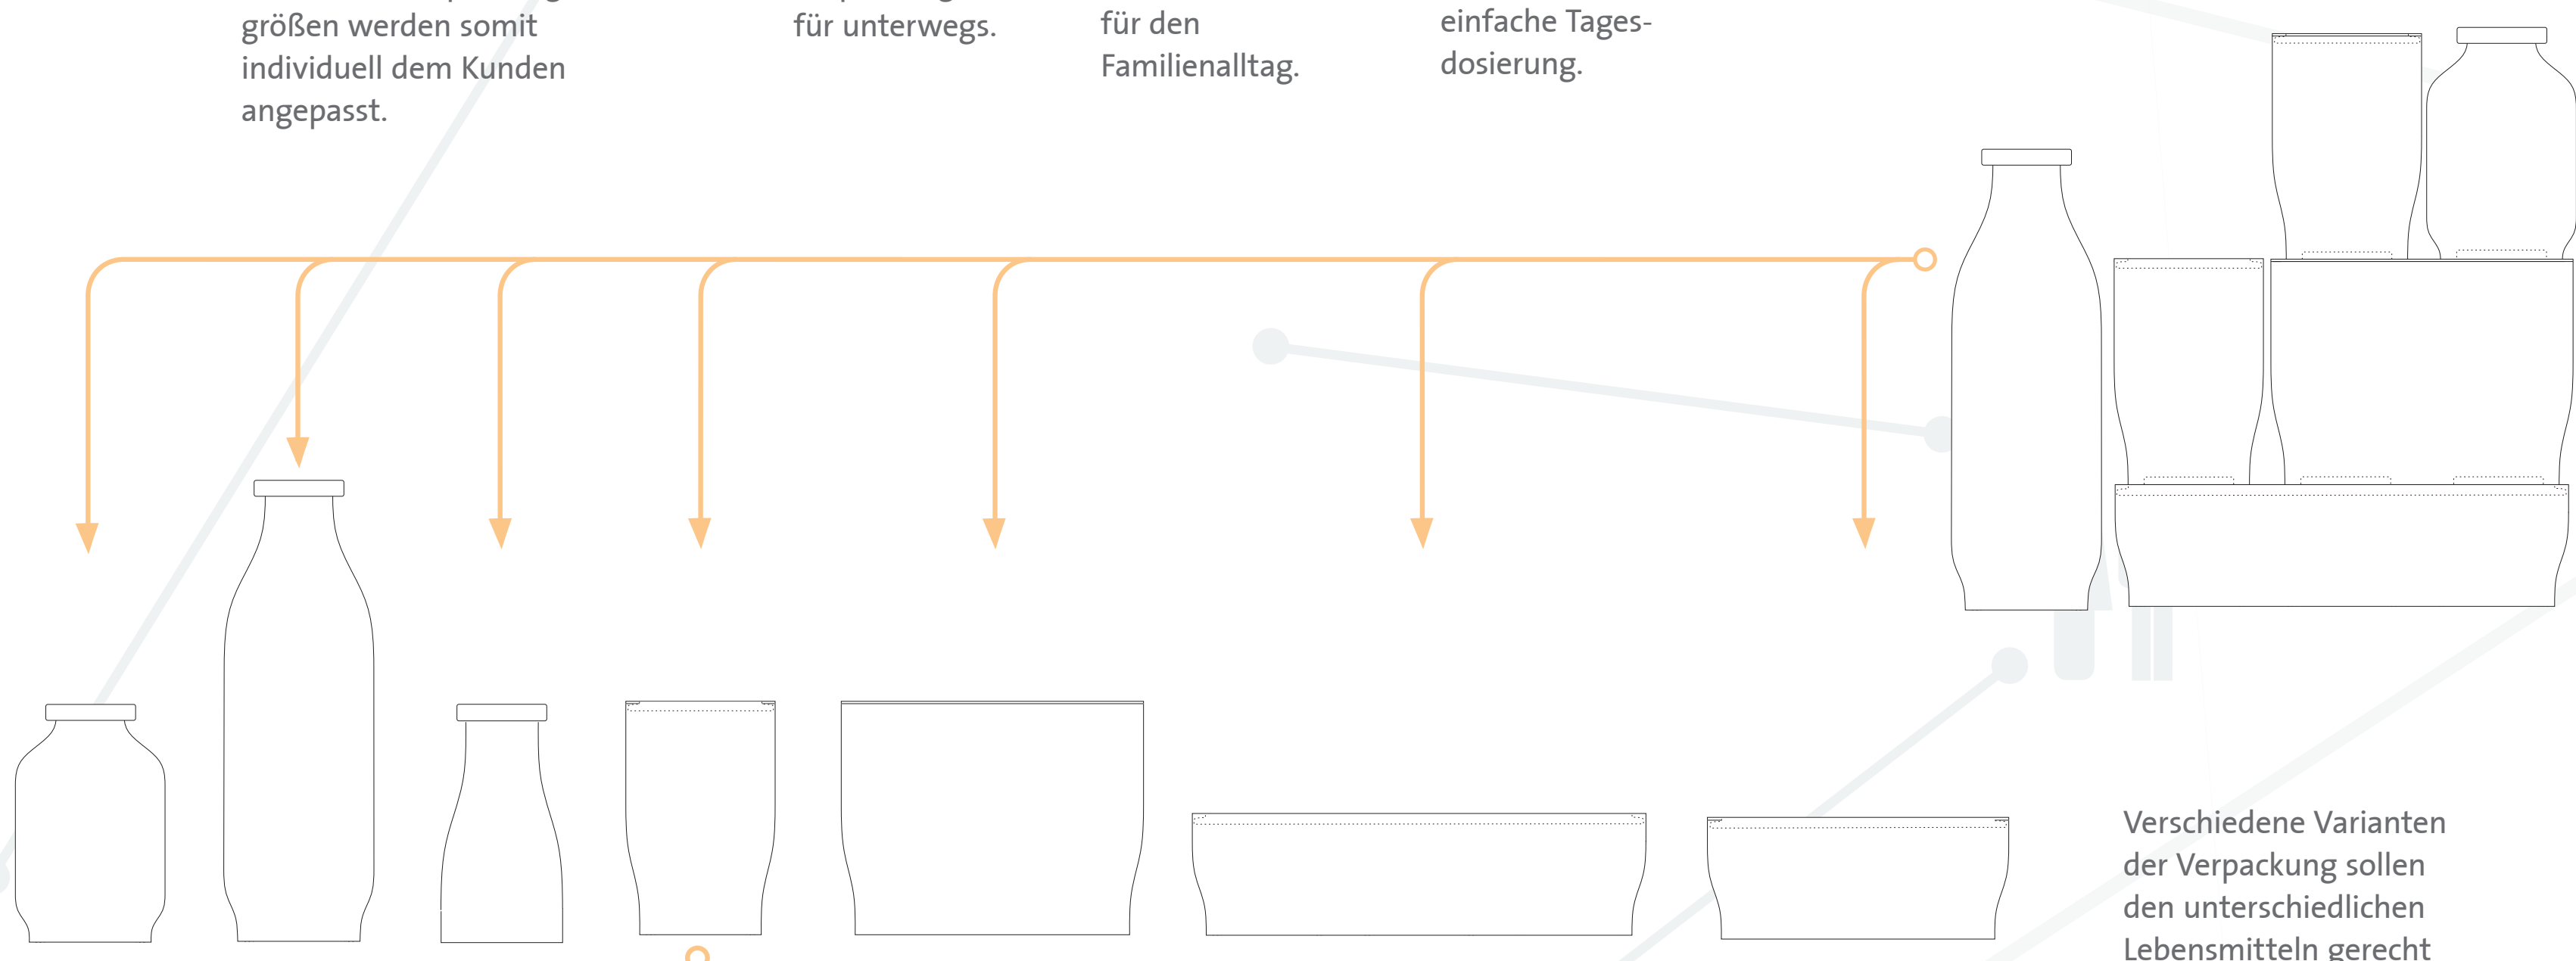 größen werden somit
individuell dem Kunden
angepasst.
für unterwegs.
für den
Familienalltag.
einfache Tages-
dosierung.
Verschiedene Varianten
der Verpackung sollen
den unterschiedlichen
Lebensmitteln gerecht